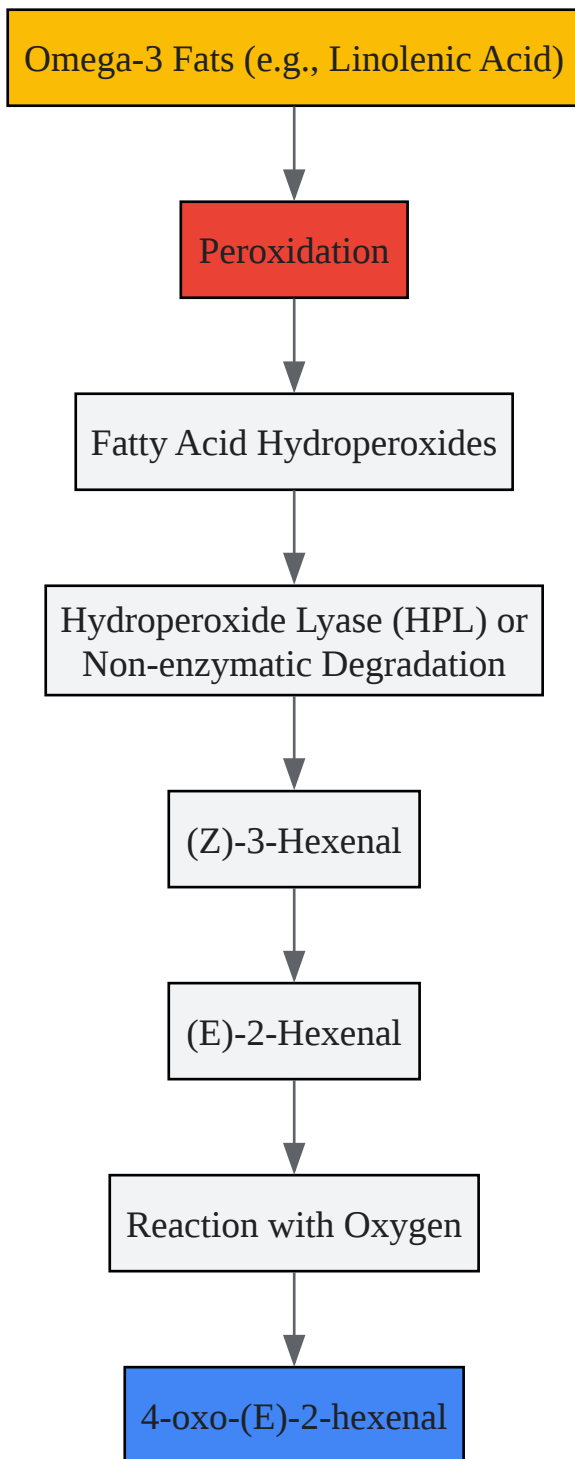 Omega-3 Fats (e.g., Linolenic Acid)
Peroxidation
Fatty Acid Hydroperoxides
Hydroperoxide Lyase (HPL) or
Non-enzymatic Degradation
(Z)-3-Hexenal
(E)-2-Hexenal
Reaction with Oxygen
4-oxo-(E)-2-hexenal